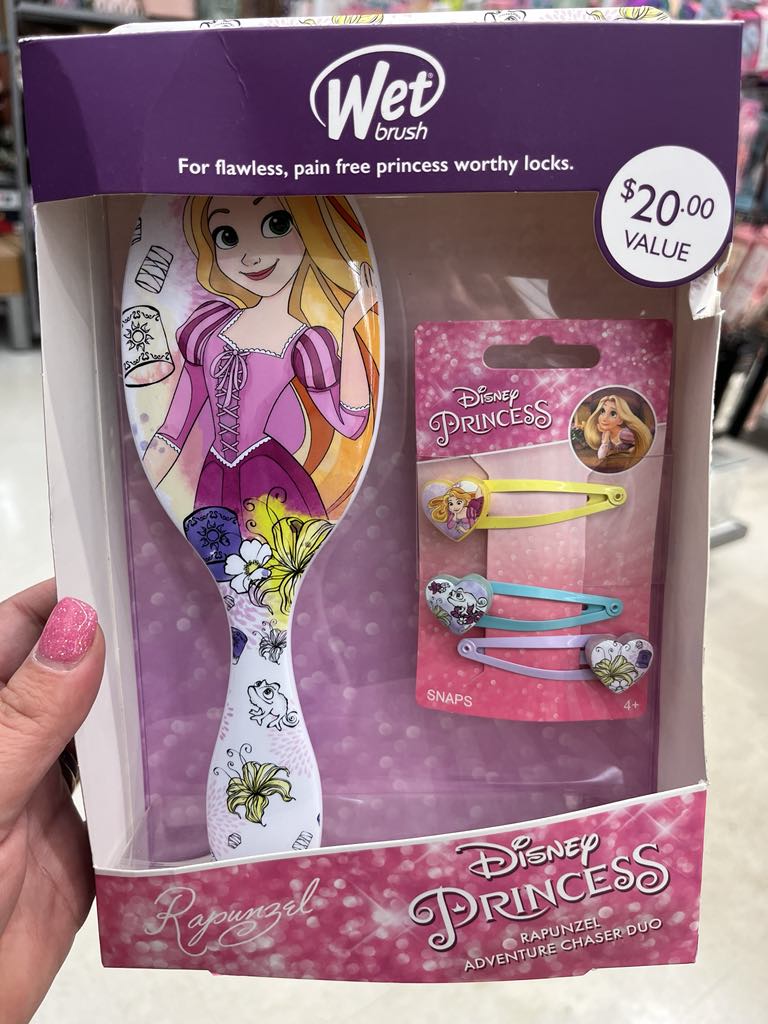 Wet®
brush
For flawless, pain free princess worthy locks.
$20.00
VALUE
Disney
PRINCESS
SNAPS
4+
Rapunzel
Disney
PRINCESS
RAPUNZEL
ADVENTURE CHASER DUO